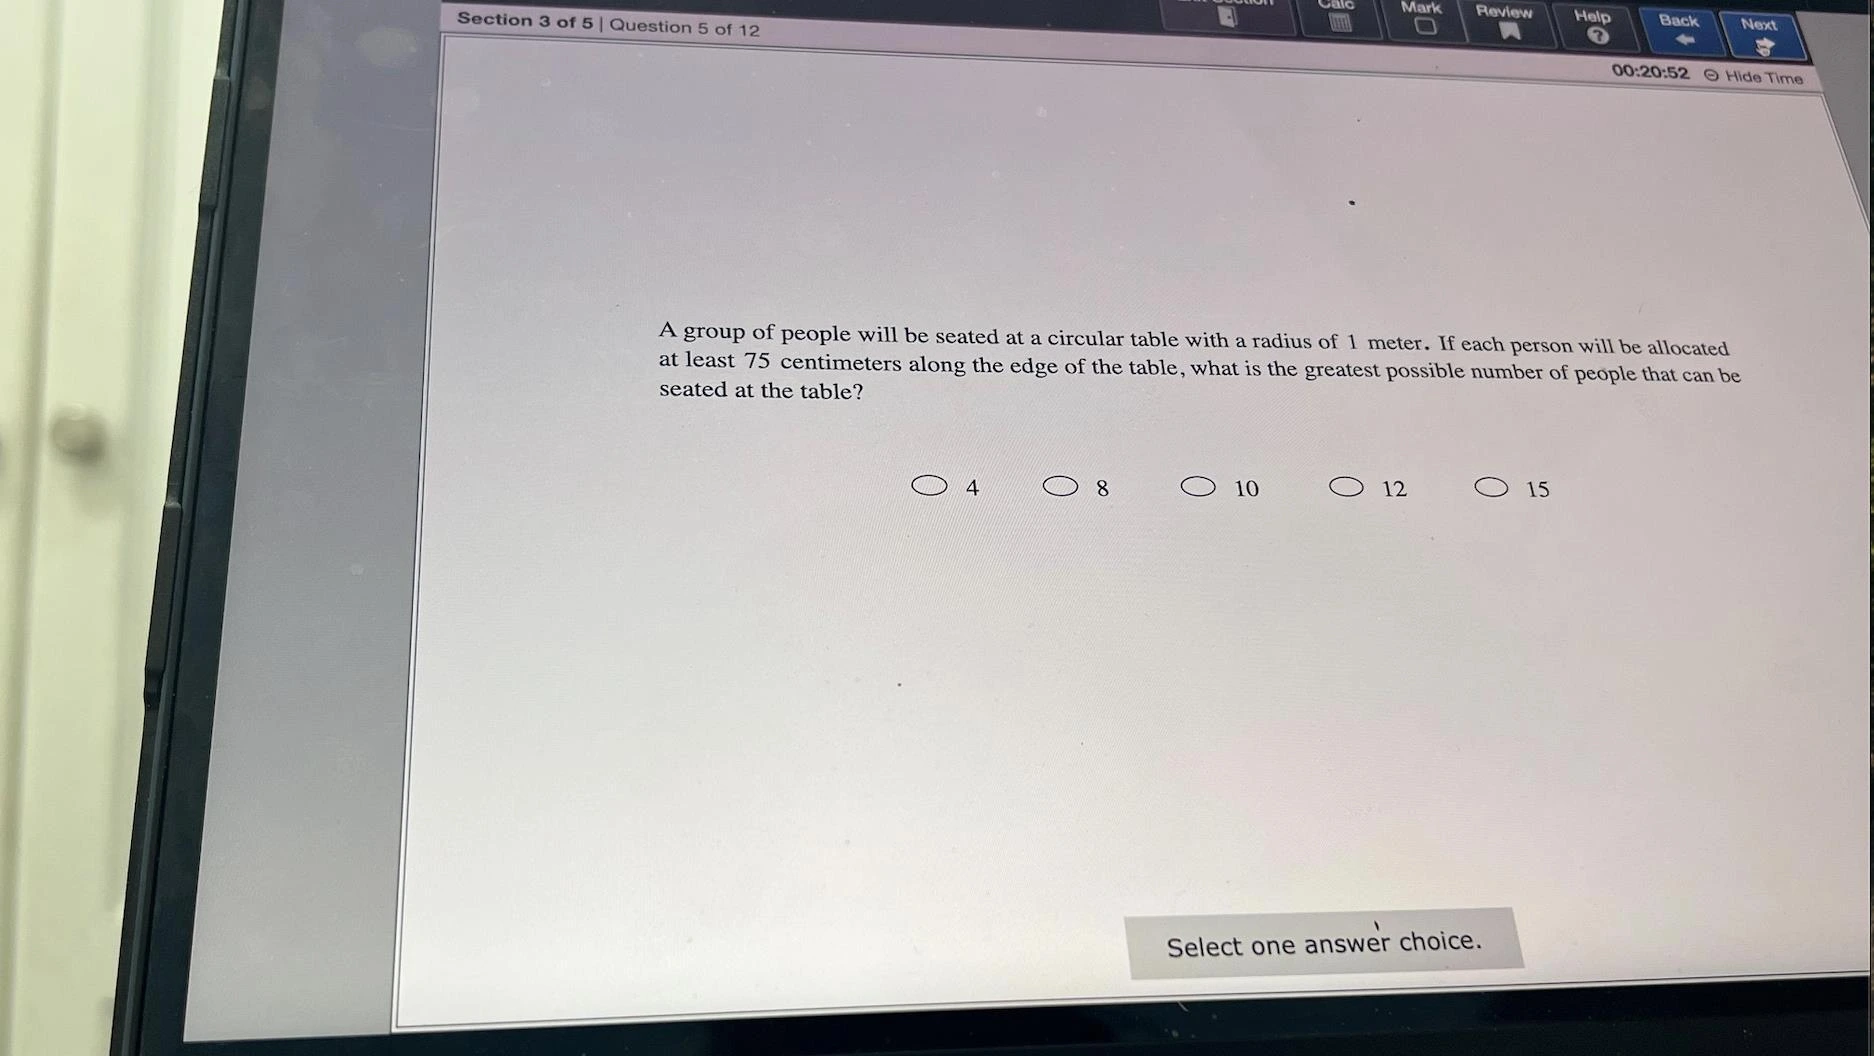 Section 3 of 5 | Question 5 of 12
Calc
Mark
Review
Help
Back
Next
00:20:52 Hide Time
A group of people will be seated at a circular table with a radius of 1 meter. If each person will be allocated
at least 75 centimeters along the edge of the table, what is the greatest possible number of people that can be
seated at the table?
4 8 10 12 15
Select one answer choice.